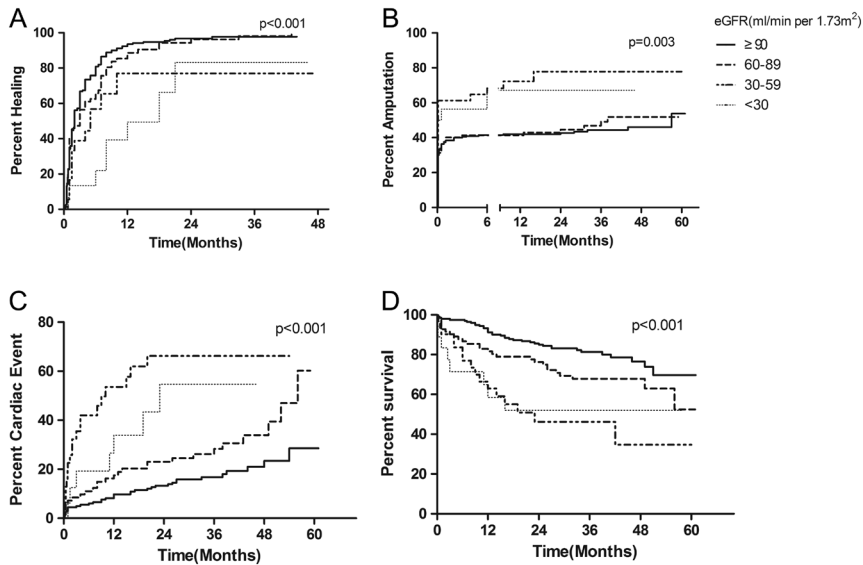 A
p<0.001
Percent Healing
100
80
60
40
20
0
0 12 24 36 48
Time(Months)
B
p=0.003
Percent Amputation
100
80
60
40
20
0
0 6 12 24 36 48 60
Time(Months)
eGFR(ml/min per 1.73m²)
≥90
60-89
30-59
<30
C
p<0.001
Percent Cardiac Event
80
60
40
20
0
0 12 24 36 48 60
Time(Months)
D
p<0.001
Percent survival
100
80
60
40
20
0
0 12 24 36 48 60
Time(Months)